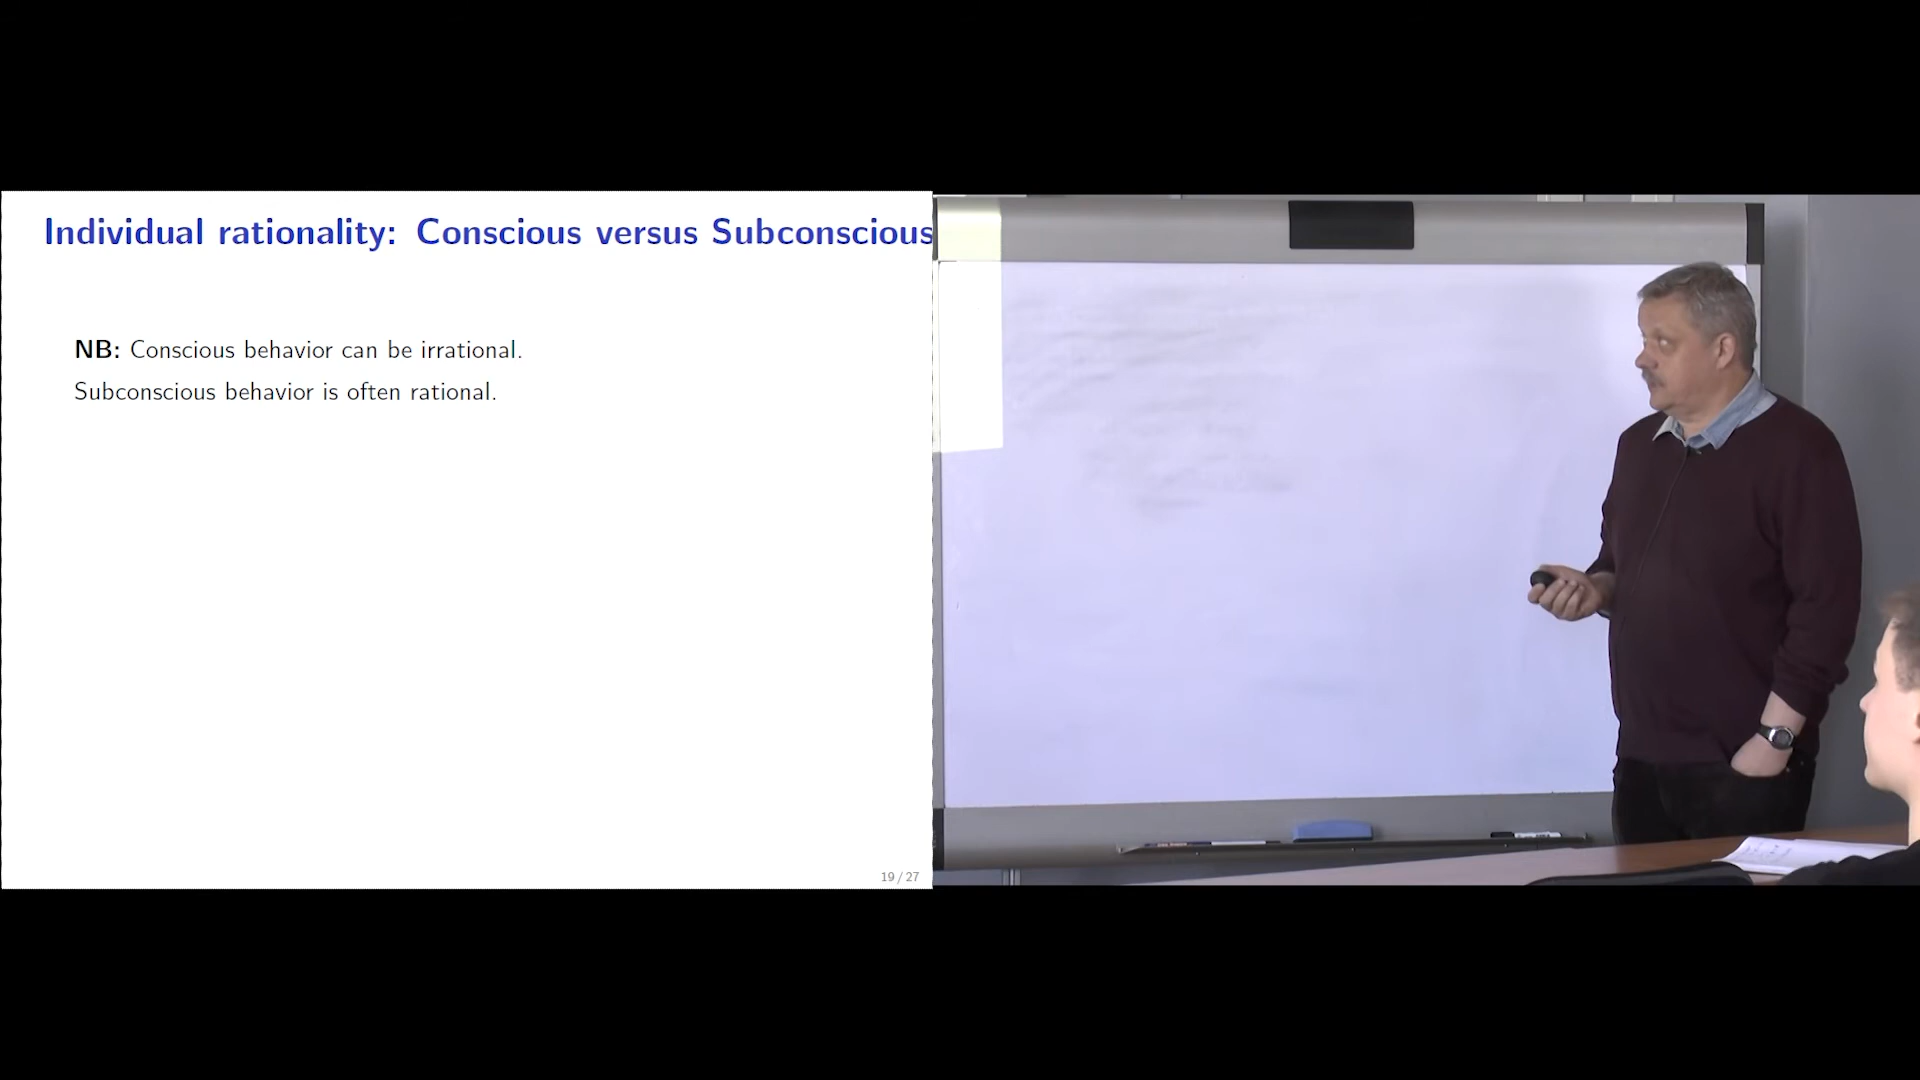 Individual rationality: Conscious versus Subconscious
NB: Conscious behavior can be irrational.
Subconscious behavior is often rational.
19 / 27